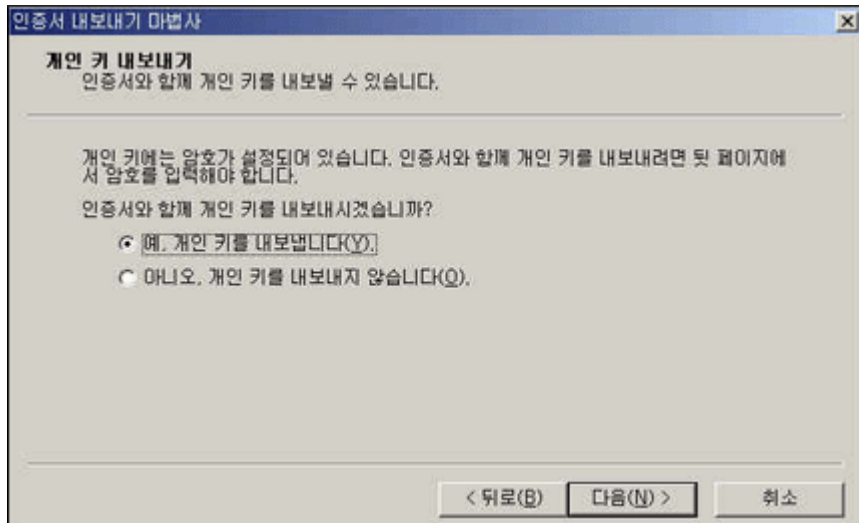 인증서 내보내기 마법사
개인 키 내보내기
인증서와 함께 개인 키를 내보낼 수 있습니다.
개인 키에는 암호가 설정되어 있습니다. 인증서와 함께 개인 키를 내보내려면 뒷 페이지에
서 암호를 입력해야 합니다.
인증서와 함께 개인 키를 내보내시겠습니까?
예, 개인 키를 내보냅니다(Y).
아니오, 개인 키를 내보내지 않습니다(O).
< 뒤로(B) 다음(N) > 취소